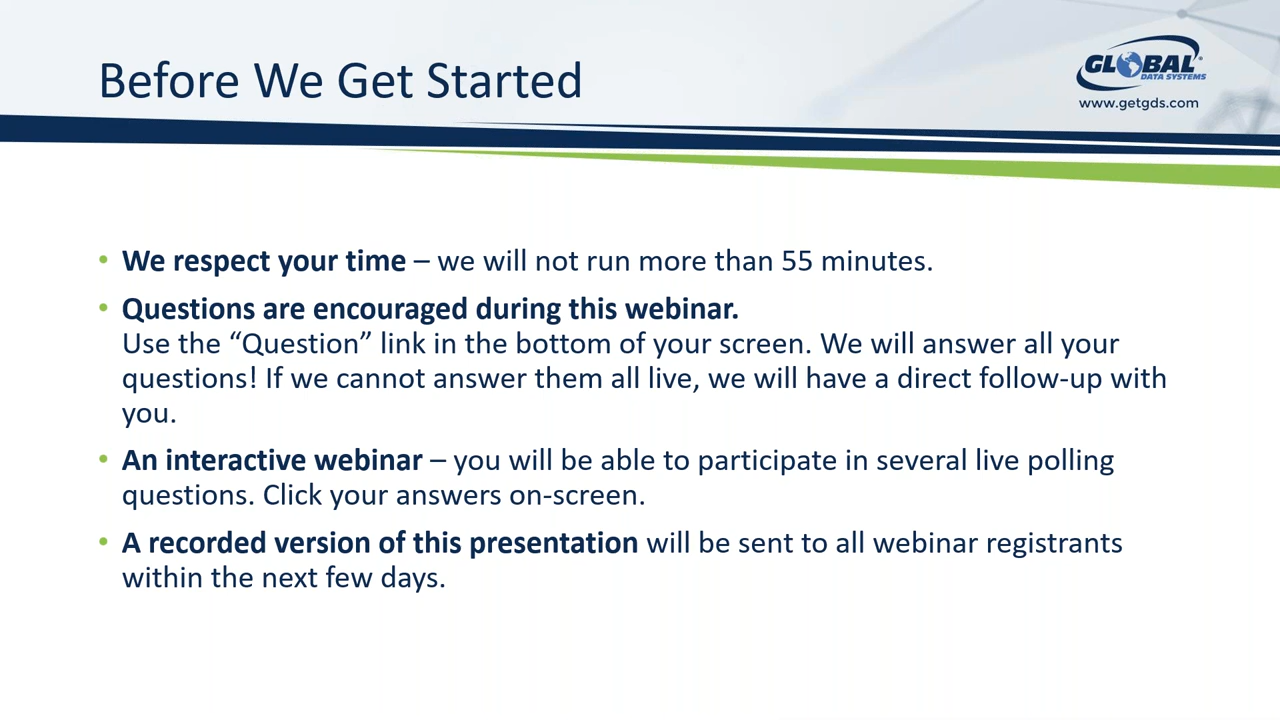 Before We Get Started
GLOBAL
DATA SYSTEMS
www.getgds.com
• We respect your time – we will not run more than 55 minutes.
• Questions are encouraged during this webinar.
Use the “Question” link in the bottom of your screen. We will answer all your
questions! If we cannot answer them all live, we will have a direct follow-up with
you.
• An interactive webinar – you will be able to participate in several live polling
questions. Click your answers on-screen.
• A recorded version of this presentation will be sent to all webinar registrants
within the next few days.